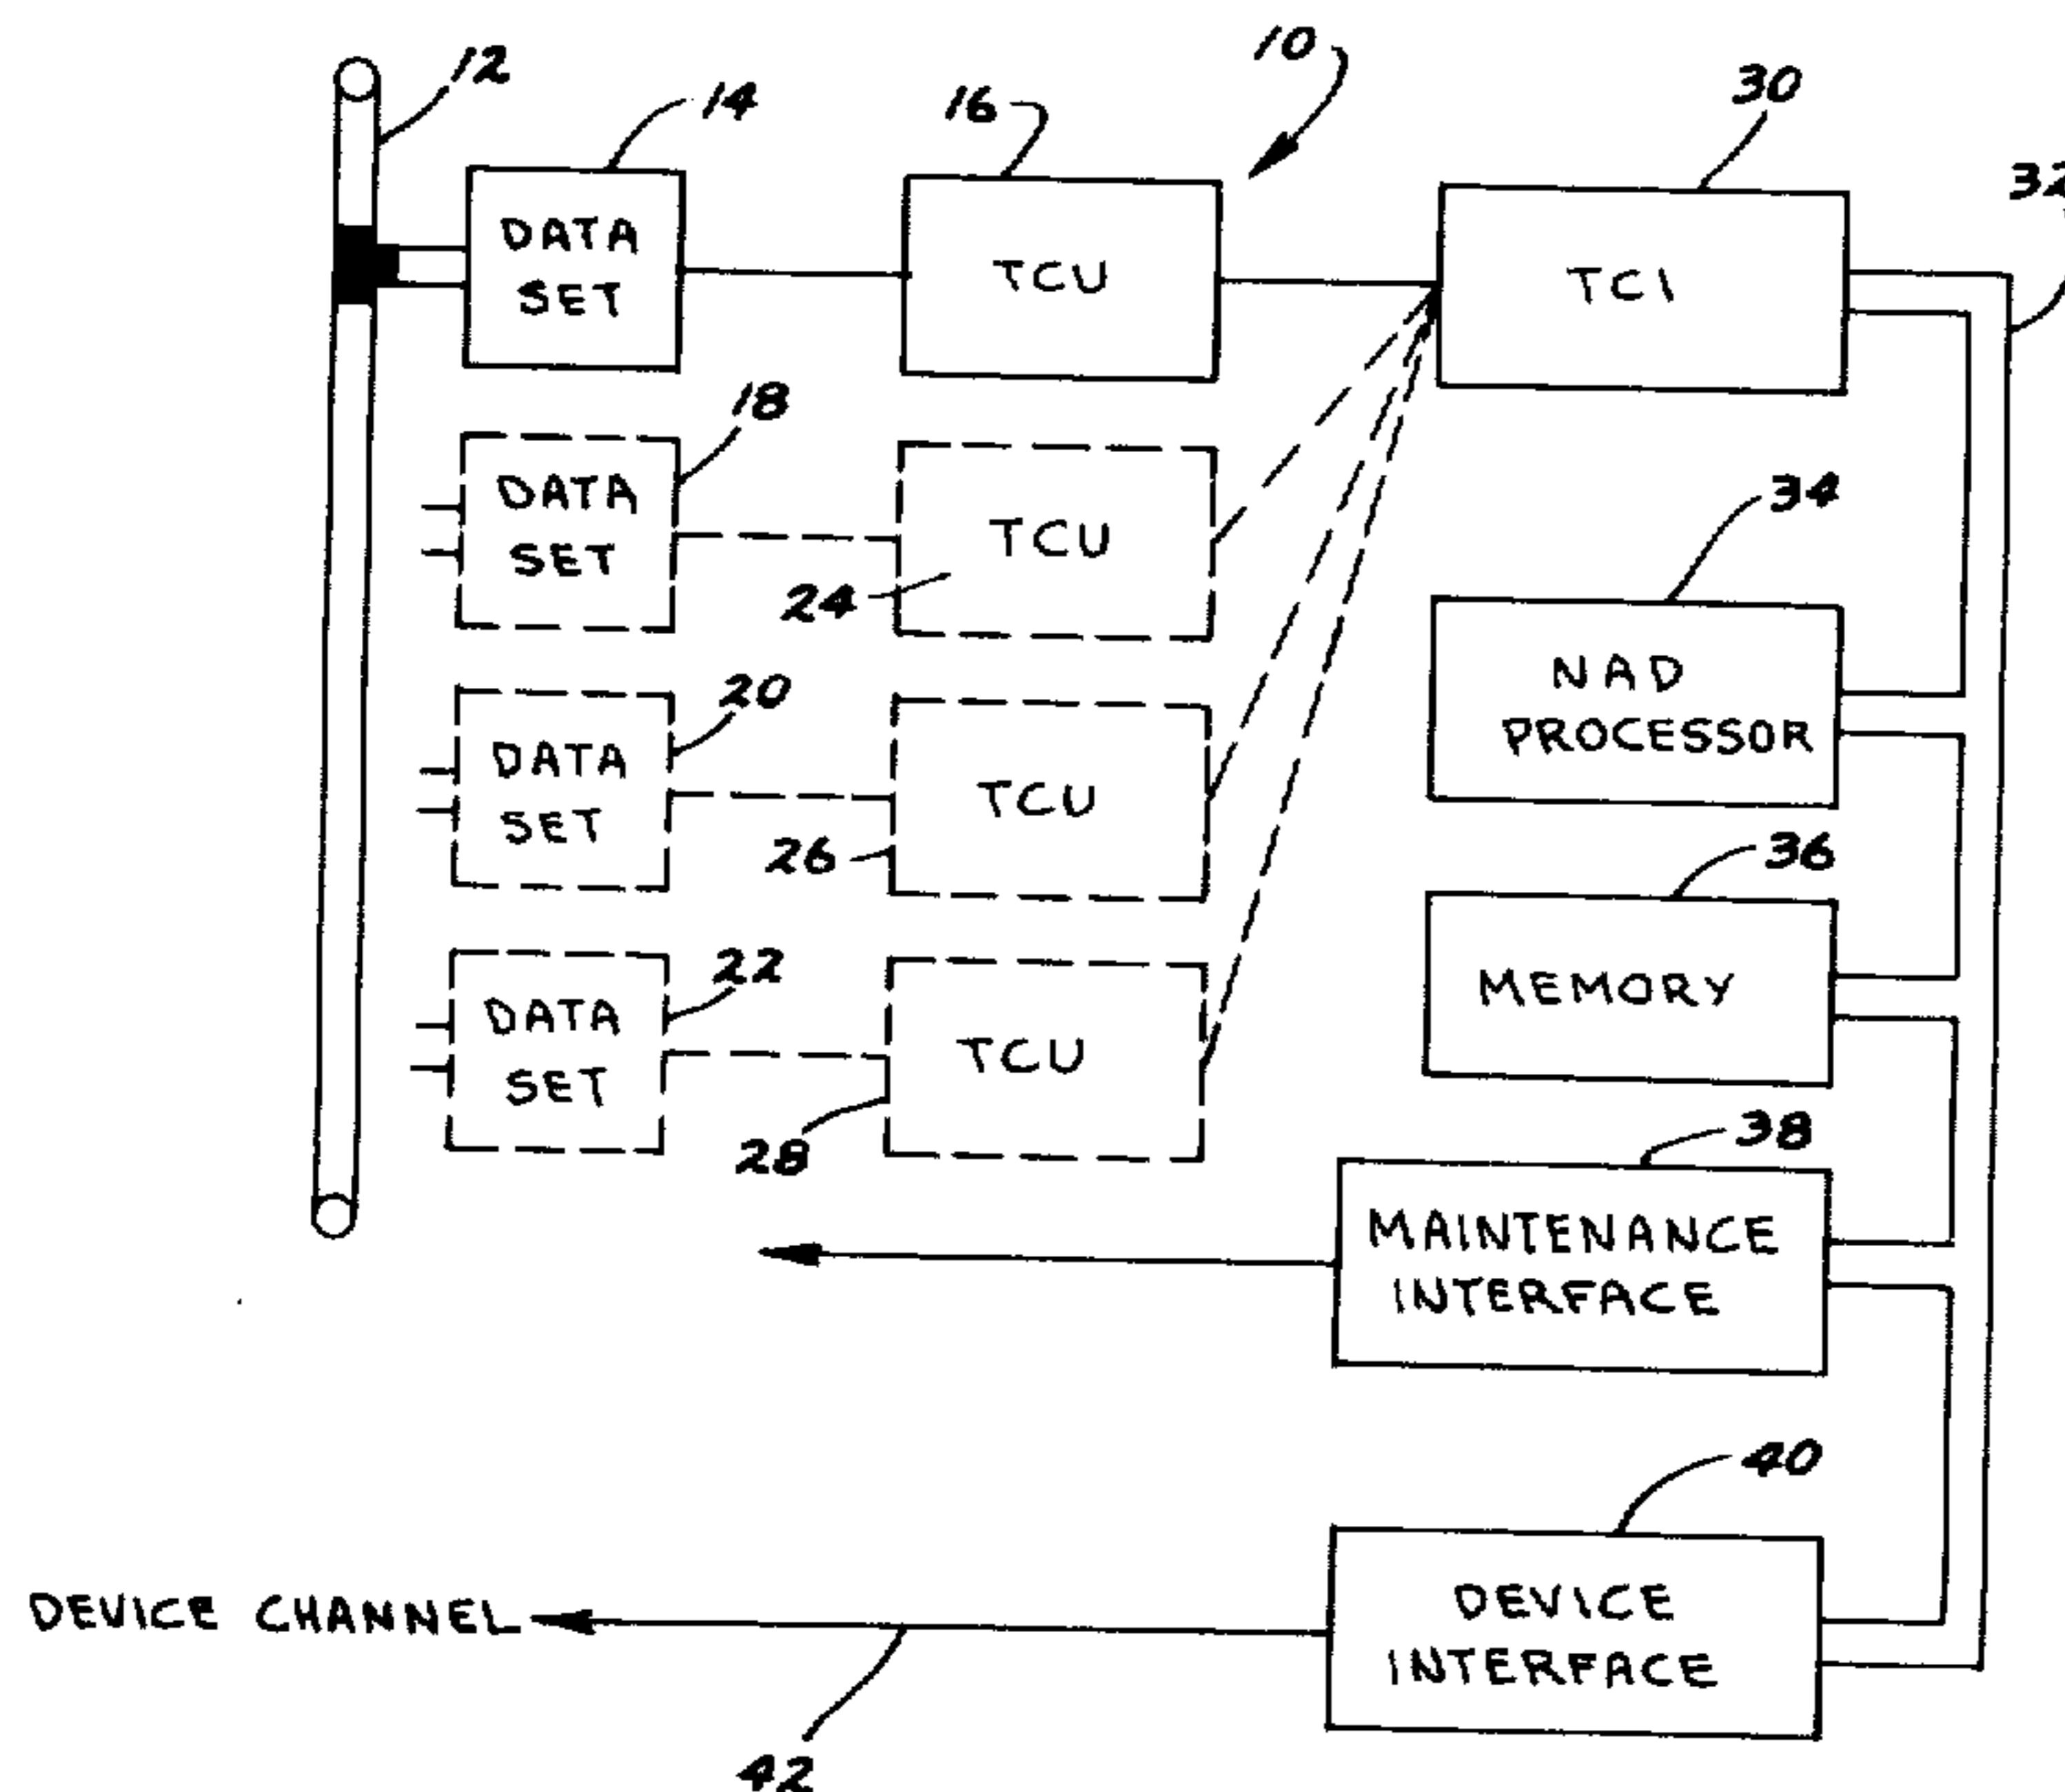 10
12
14
16
30
32
DATA
SET
TCU
TCI
18
DATA
SET
TCU
24
34
NAD
PROCESSOR
20
DATA
SET
TCU
26
36
MEMORY
22
DATA
SET
TCU
28
38
MAINTENANCE
INTERFACE
40
DEVICE CHANNEL
DEVICE
INTERFACE
42